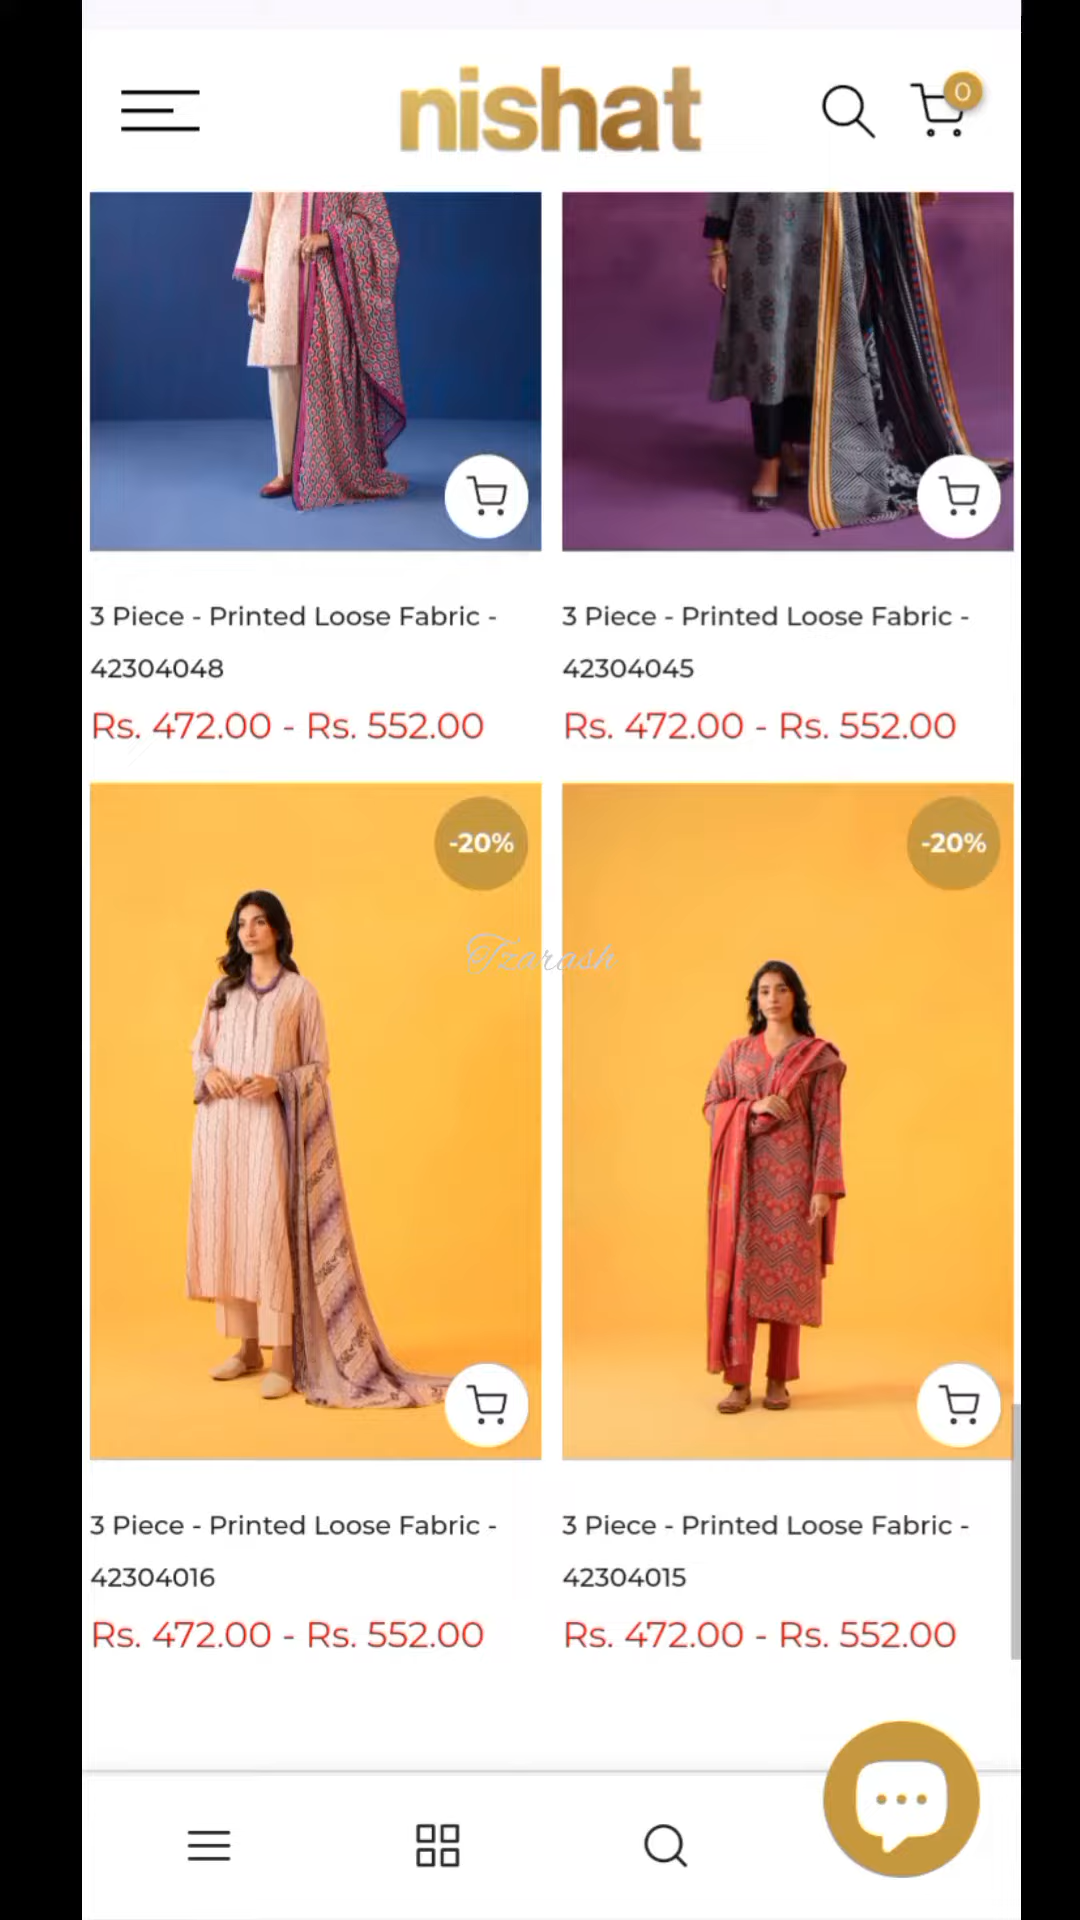 nishat
0
3 Piece - Printed Loose Fabric -
42304048
Rs. 472.00 - Rs. 552.00
3 Piece - Printed Loose Fabric -
42304045
Rs. 472.00 - Rs. 552.00
-20%
-20%
Tzarash
3 Piece - Printed Loose Fabric -
42304016
Rs. 472.00 - Rs. 552.00
3 Piece - Printed Loose Fabric -
42304015
Rs. 472.00 - Rs. 552.00